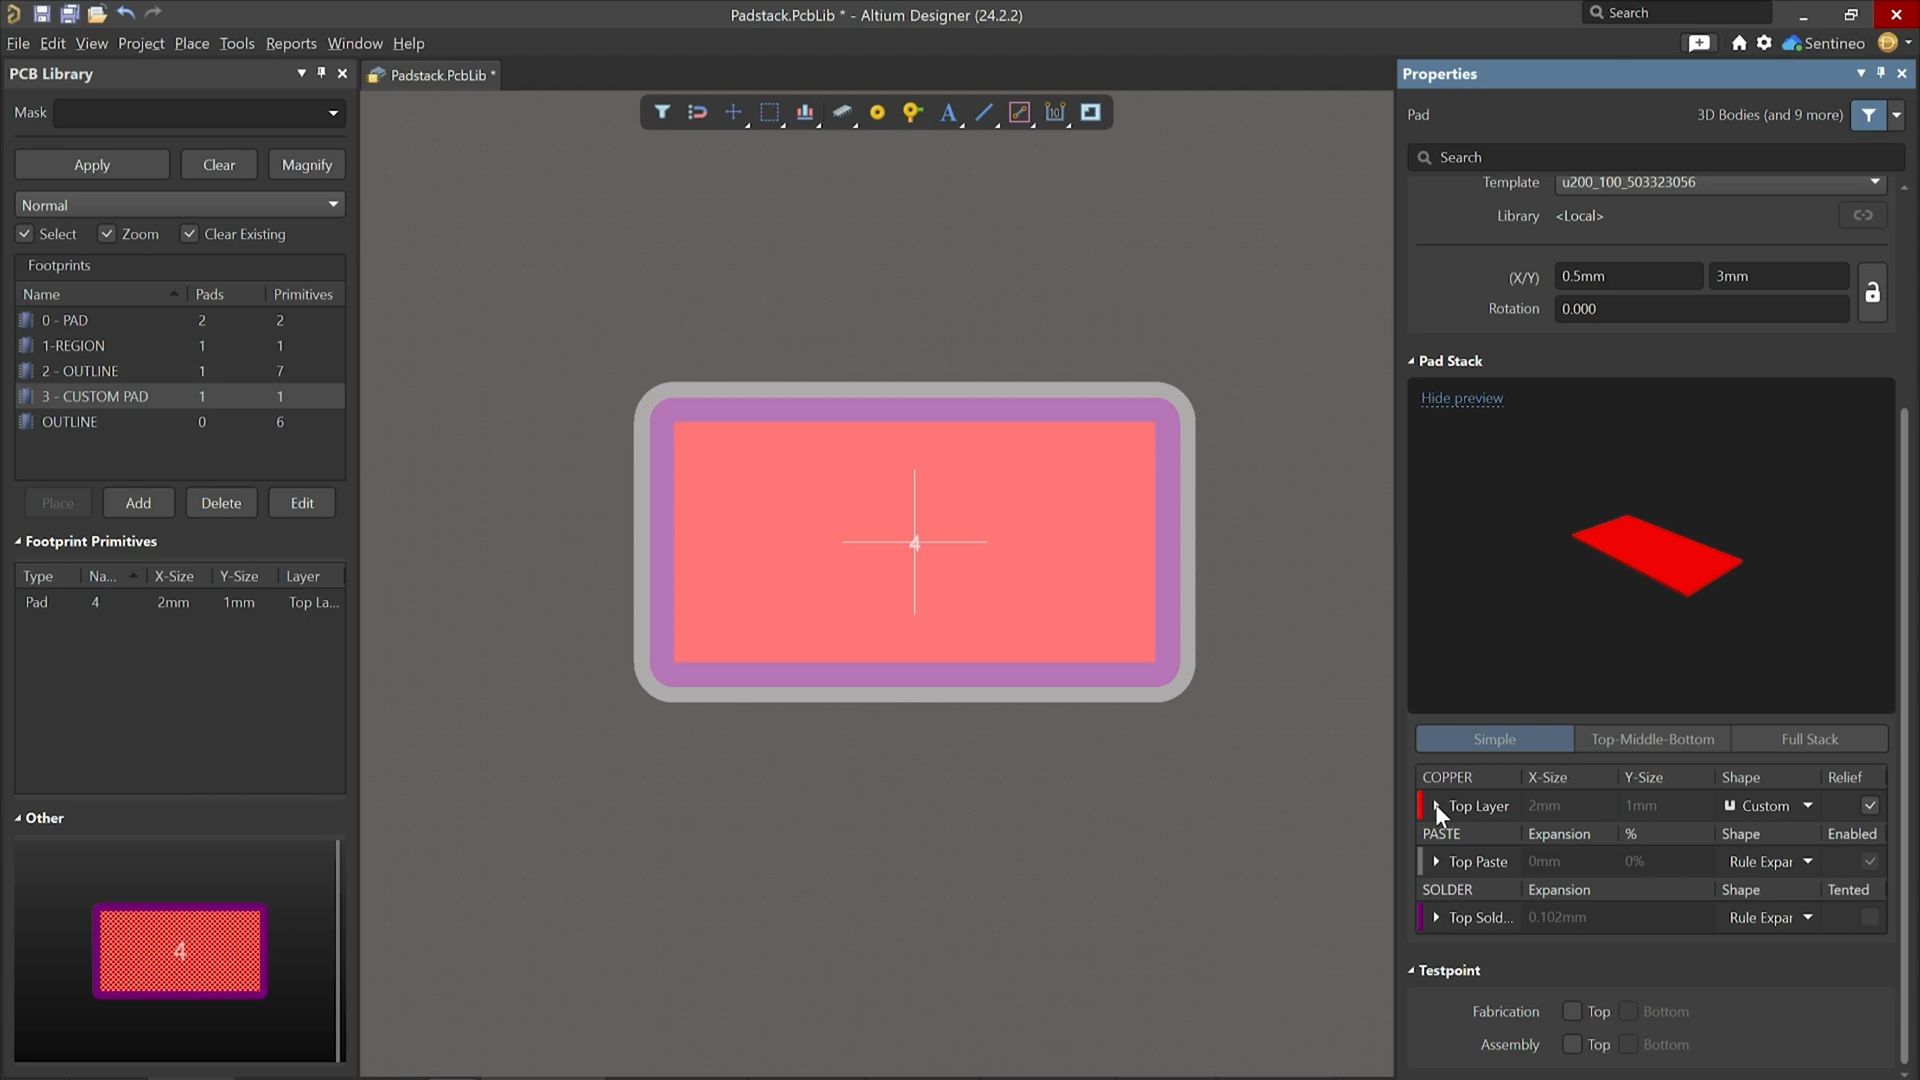 Padstack.PcbLib * - Altium Designer (24.2.2)
Search
File Edit View Project Place Tools Reports Window Help
Sentineo
PCB Library
Padstack.PcbLib *
Properties
Mask
Pad
3D Bodies (and 9 more)
Search
Apply Clear Magnify
Normal
Select Zoom Clear Existing
Footprints
Name Pads Primitives
0 - PAD 2 2
1-REGION 1 1
2 - OUTLINE 1 7
3 - CUSTOM PAD 1 1
OUTLINE 0 6
Place Add Delete Edit
Footprint Primitives
Type Na... X-Size Y-Size Layer
Pad 4 2mm 1mm Top La...
Other
4
10
4
Template u200_100_503323056
Library <Local>
(X/Y) 0.5mm 3mm
Rotation 0.000
Pad Stack
Hide preview
Simple Top-Middle-Bottom Full Stack
COPPER X-Size Y-Size Shape Relief
Top Layer 2mm 1mm Custom
PASTE Expansion % Shape Enabled
Top Paste 0mm 0% Rule Expar
SOLDER Expansion Shape Tented
Top Sold... 0.102mm Rule Expar
Testpoint
Fabrication Top Bottom
Assembly Top Bottom